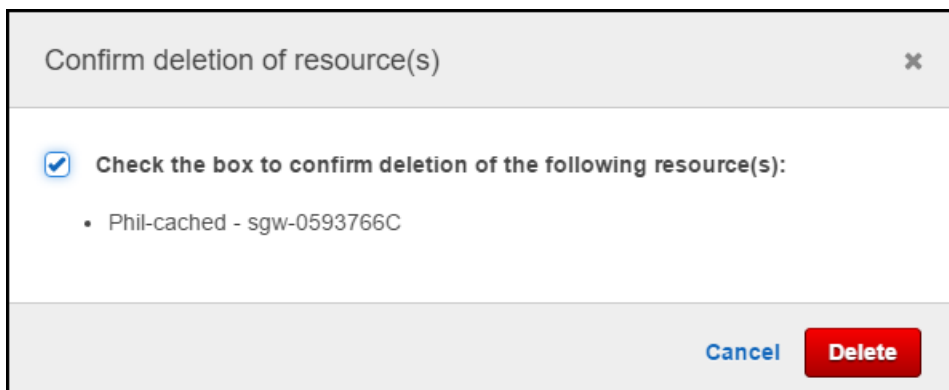 Confirm deletion of resource(s)
Check the box to confirm deletion of the following resource(s):
• Phil-cached - sgw-0593766C
Cancel Delete